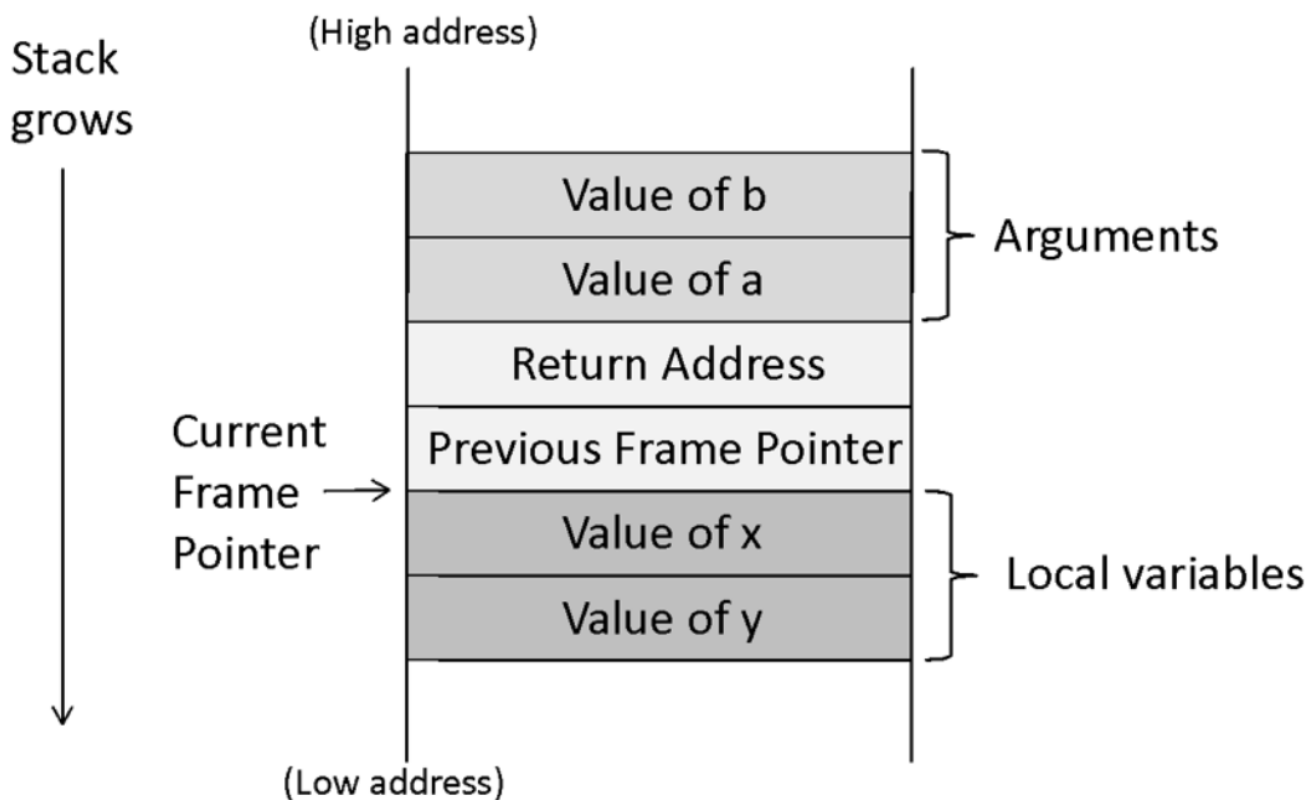 (High address)
Stack
grows
Value of b
Value of a
Arguments
Return Address
Previous Frame Pointer
Current
Frame
Pointer
Value of x
Value of y
Local variables
(Low address)